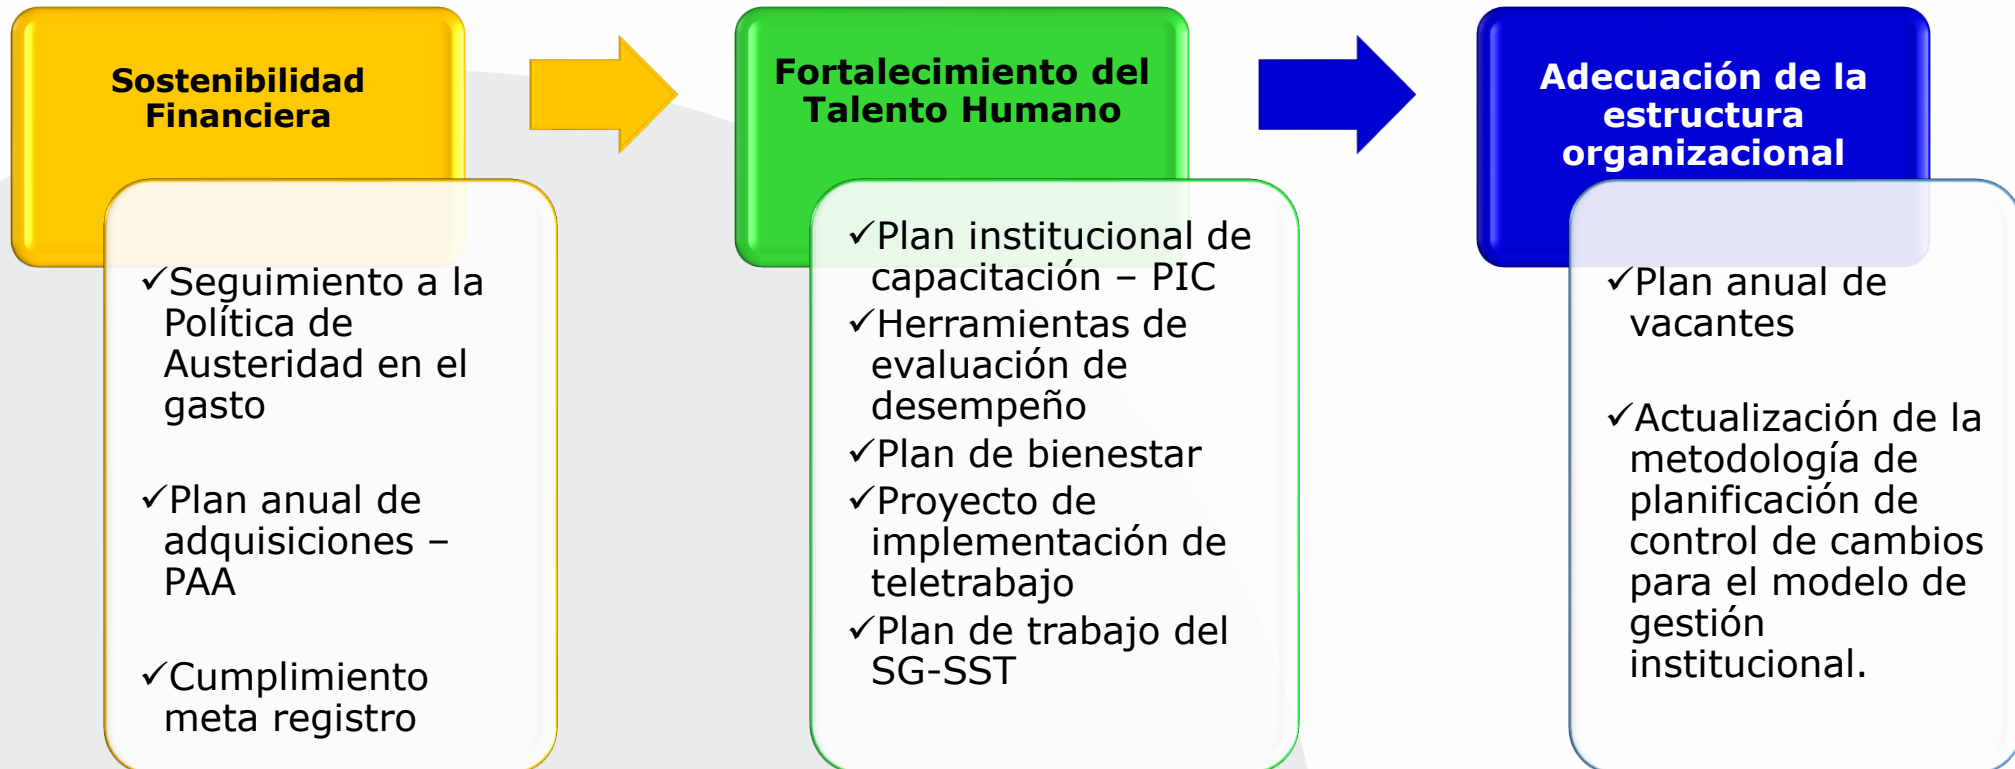 Sostenibilidad
Financiera
✓Seguimiento a la
Política de
Austeridad en el
gasto
✓Plan anual de
adquisiciones –
PAA
✓Cumplimiento
meta registro
Fortalecimiento del
Talento Humano
✓Plan institucional de
capacitación – PIC
✓Herramientas de
evaluación de
desempeño
✓Plan de bienestar
✓Proyecto de
implementación de
teletrabajo
✓Plan de trabajo del
SG-SST
Adecuación de la
estructura
organizacional
✓Plan anual de
vacantes
✓Actualización de la
metodología de
planificación de
control de cambios
para el modelo de
gestión
institucional.